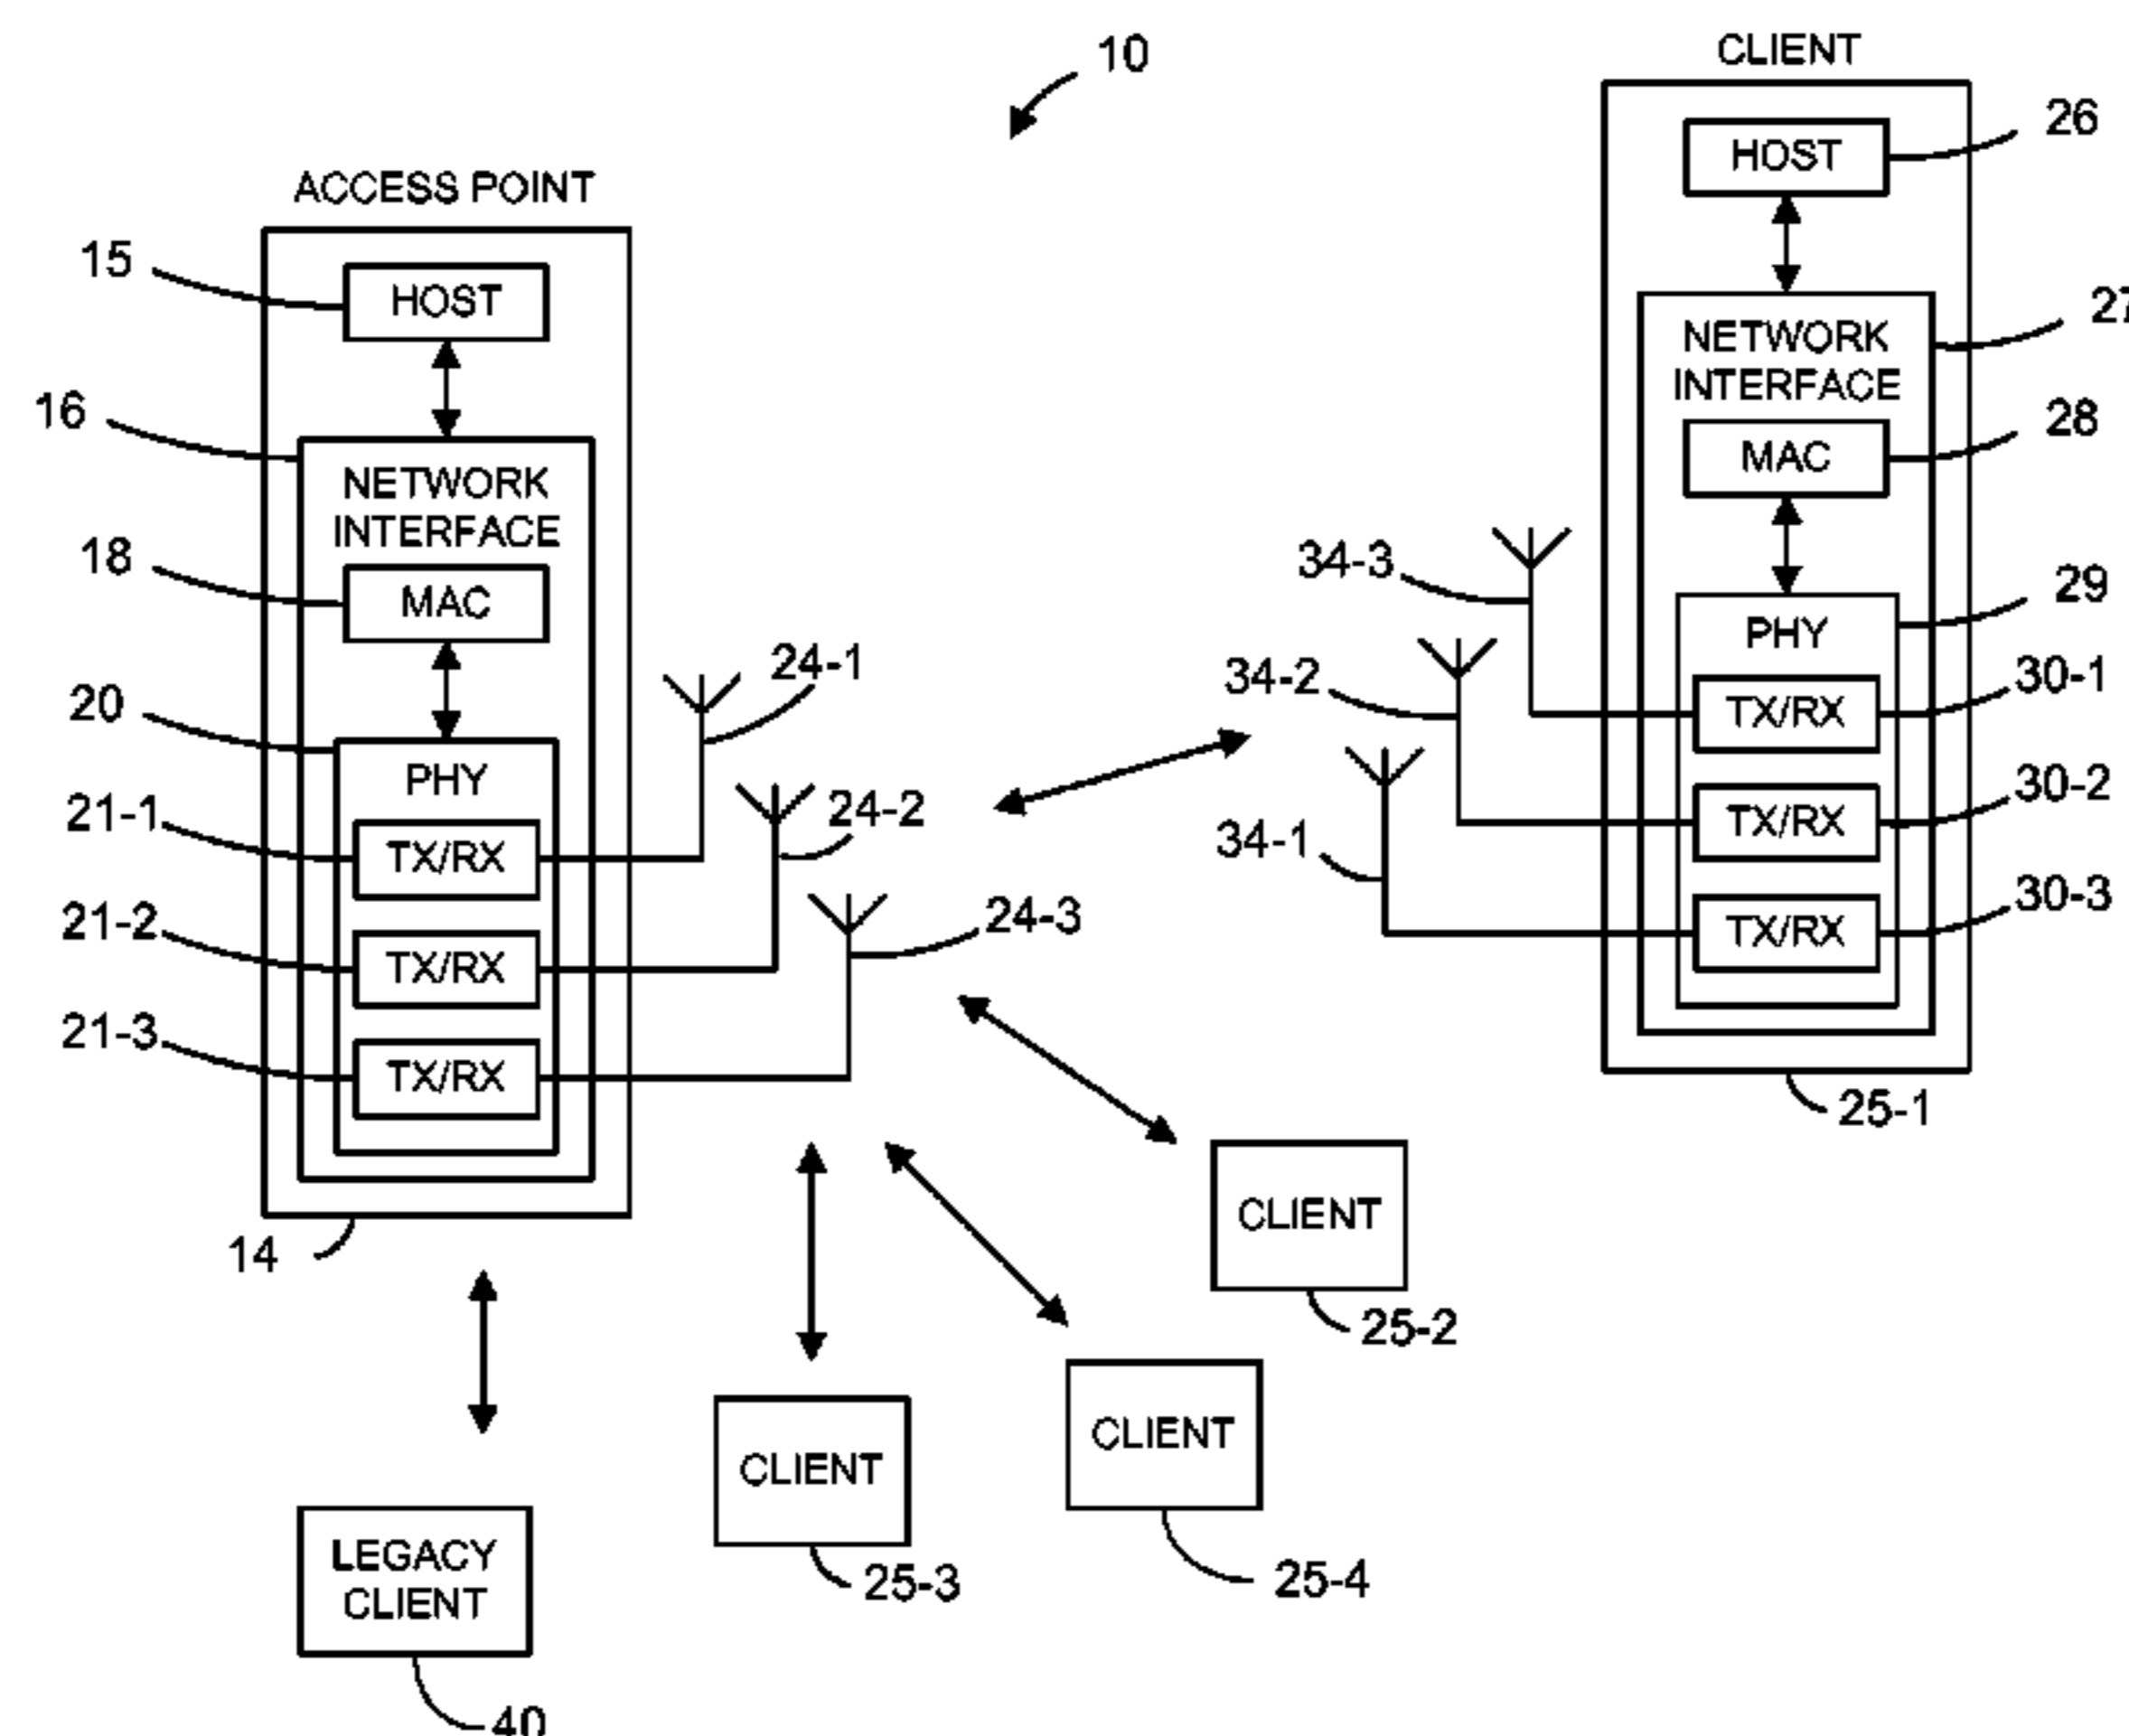 10
CLIENT
26
HOST
ACCESS POINT
15
HOST
27
NETWORK
INTERFACE
16
28
MAC
NETWORK
INTERFACE
18
MAC
34-3
29
PHY
24-1
34-2
30-1
TX/RX
20
PHY
21-1
TX/RX
24-2
34-1
30-2
TX/RX
21-2
TX/RX
24-3
30-3
TX/RX
21-3
TX/RX
25-1
14
CLIENT
25-2
CLIENT
25-3
CLIENT
25-4
LEGACY
CLIENT
40